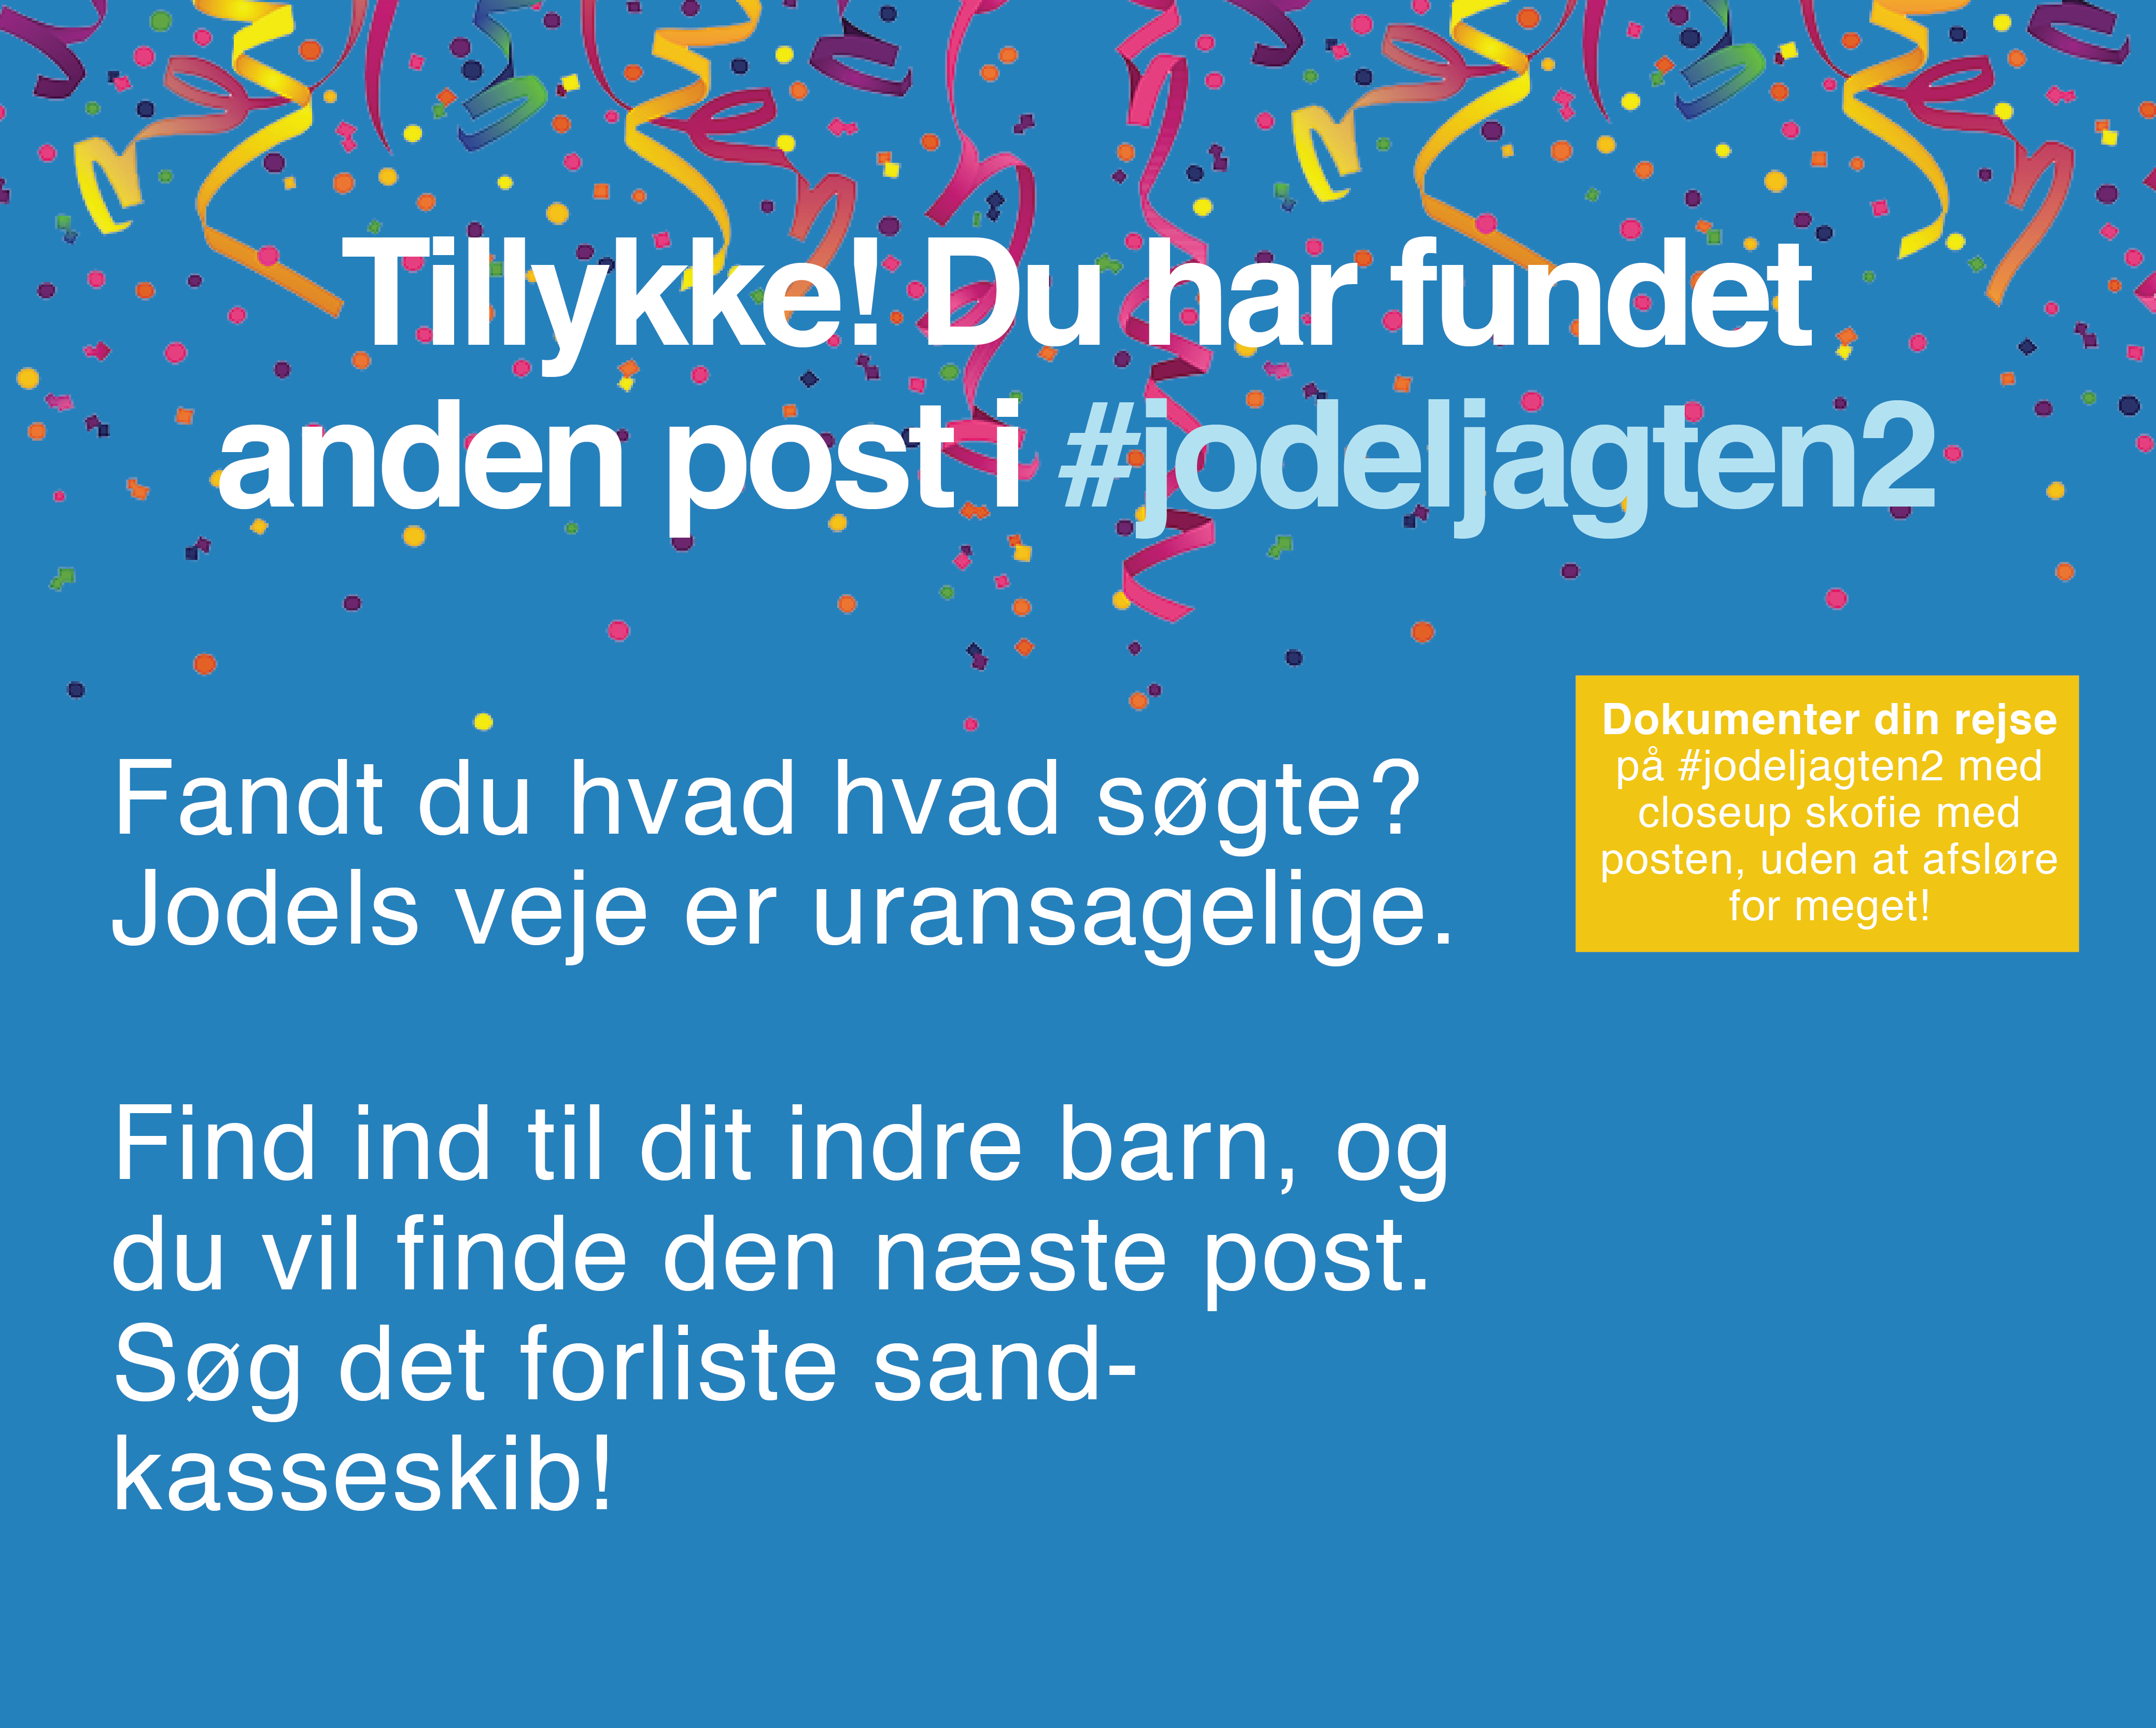 Tillykke! Du har fundet
anden post i #jodeljagten2
Dokumenter din rejse
på #jodeljagten2 med
closeup skofie med
posten, uden at afsløre
for meget!
Fandt du hvad hvad søgte?
Jodels veje er uransagelige.
Find ind til dit indre barn, og
du vil finde den næste post.
Søg det forliste sand-
kasseskib!